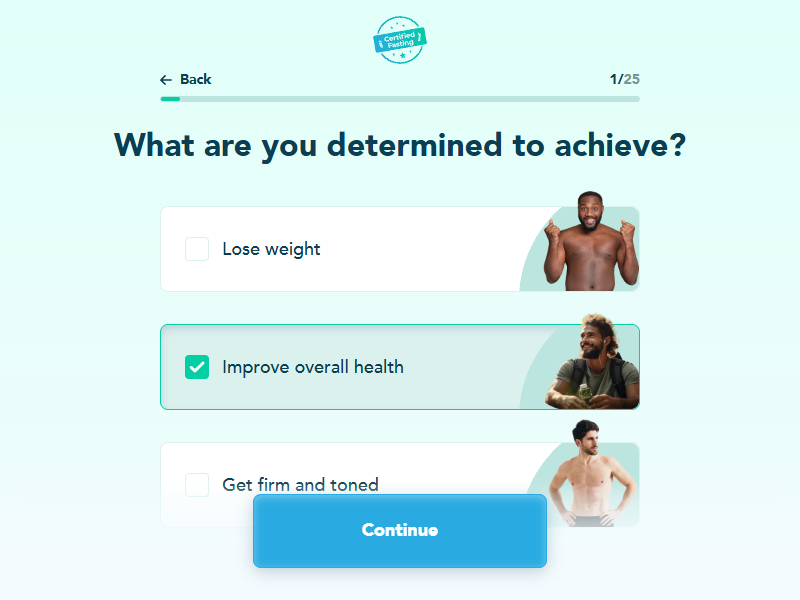 Certified
Fasting
Back
1/25
What are you determined to achieve?
Lose weight
Improve overall health
Get firm and toned
Continue